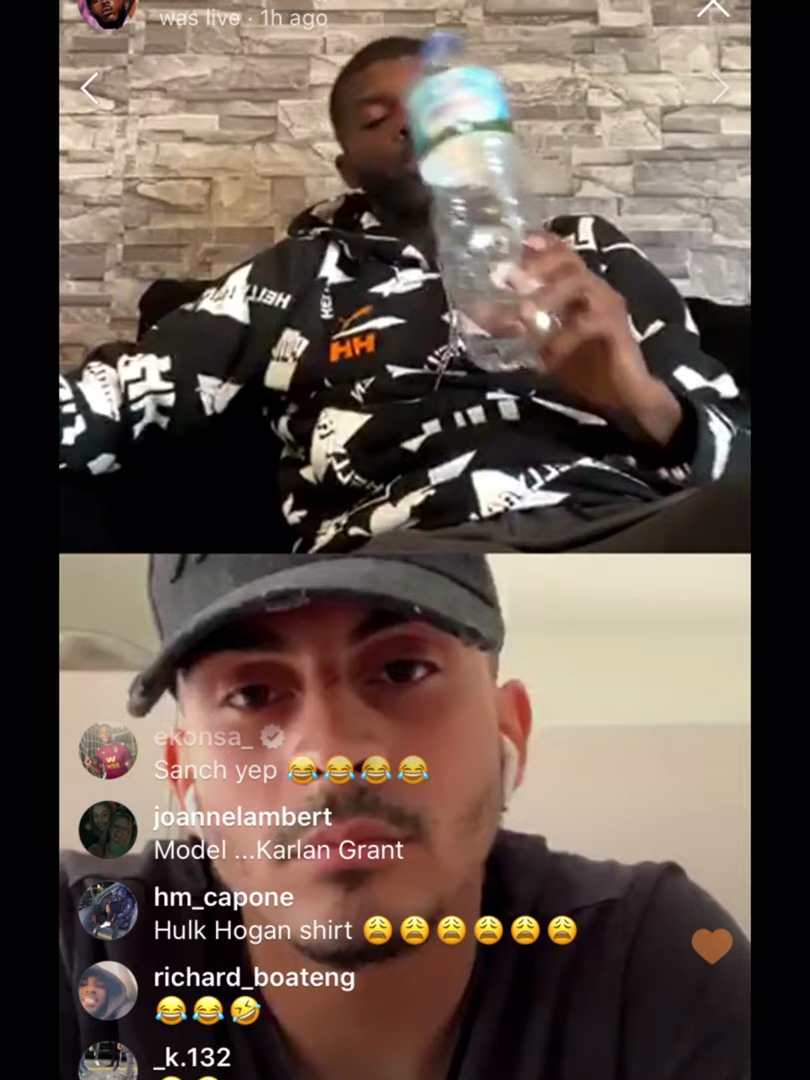 was live · 1h ago
HH
ekonsa_
Sanch yep 😂😂😂😂
joannelambert
Model ...Karlan Grant
hm_capone
Hulk Hogan shirt 😩😩😩😩😩😩
richard_boateng
😂😂🤣
_k.132